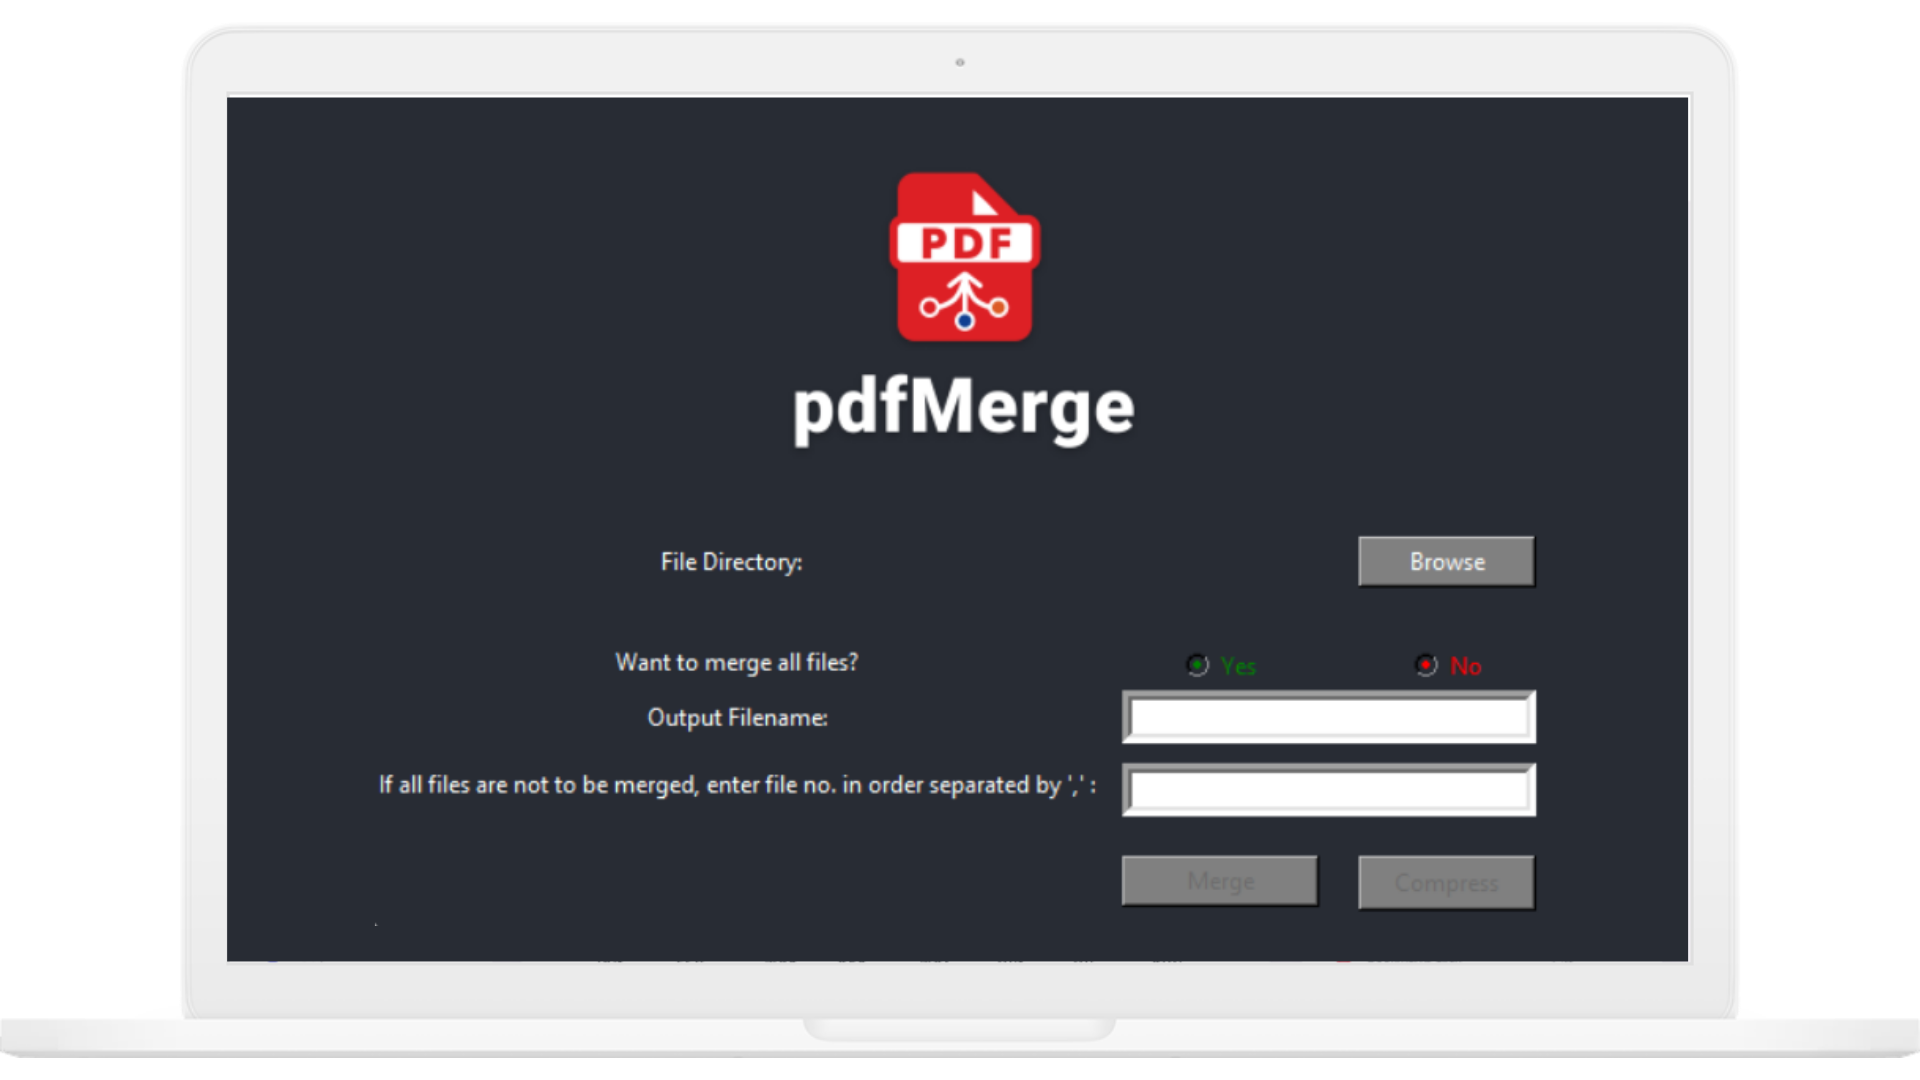 PDF
pdfMerge
File Directory:
Browse
Want to merge all files?
Yes
No
Output Filename:
If all files are not to be merged, enter file no. in order separated by ',' :
Merge
Compress